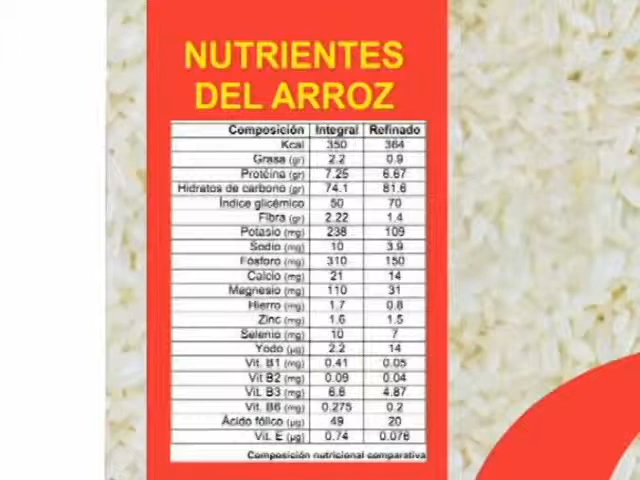 NUTRIENTES
DEL ARROZ
Composición Integral Refinado
Kcal 350 364
Grasa (gr) 2.2 0.9
Protéina (gr) 7.25 6.67
Hidratos de carbono (gr) 74.1 81.6
Índice glicémico 50 70
Fibra (gr) 2.22 1.4
Potasio (mg) 238 109
Sodio (mg) 10 3.9
Fósforo (mg) 310 150
Calcio (mg) 21 14
Magnesio (mg) 110 31
Hierro (mg) 1.7 0.8
Zinc (mg) 1.6 1.5
Selenio (mg) 10 7
Yodo (µg) 2.2 14
Vit. B1 (mg) 0.41 0.05
Vit B2 (mg) 0.09 0.04
Vit. B3 (mg) 6.6 4.87
Vit. B6 (mg) 0.275 0.2
Ácido fólico (µg) 49 20
Vit. E (µg) 0.74 0.076
Composición nutricional comparativa